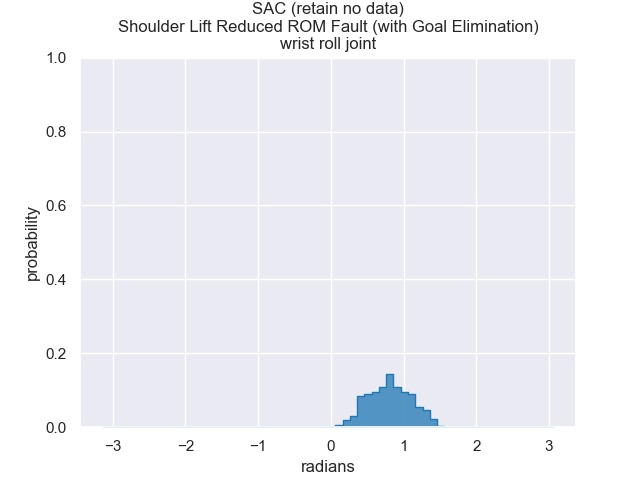 SAC (retain no data)
Shoulder Lift Reduced ROM Fault (with Goal Elimination)
wrist roll joint
1.0
0.8
0.6
0.4
0.2
0.0
probability
−3 −2 −1 0 1 2 3
radians